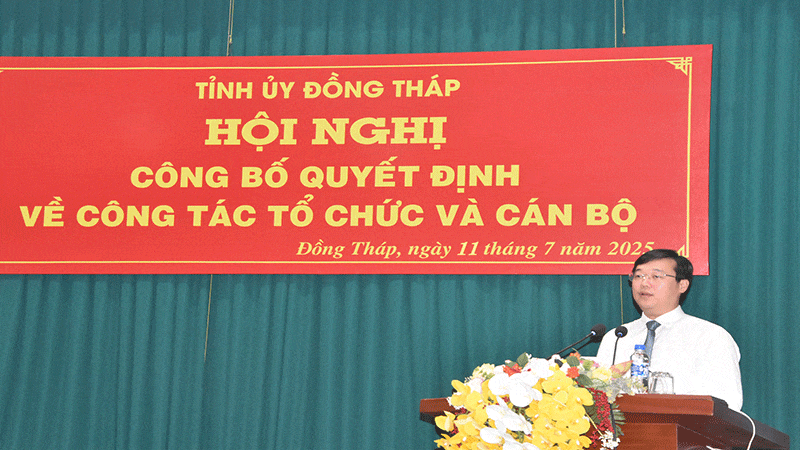 TỈNH ỦY ĐỒNG THÁP
HỘI NGHỊ
CÔNG BỐ QUYẾT ĐỊNH
VỀ CÔNG TÁC TỔ CHỨC VÀ CÁN BỘ
Đồng Tháp, ngày 11 tháng 7 năm 2025